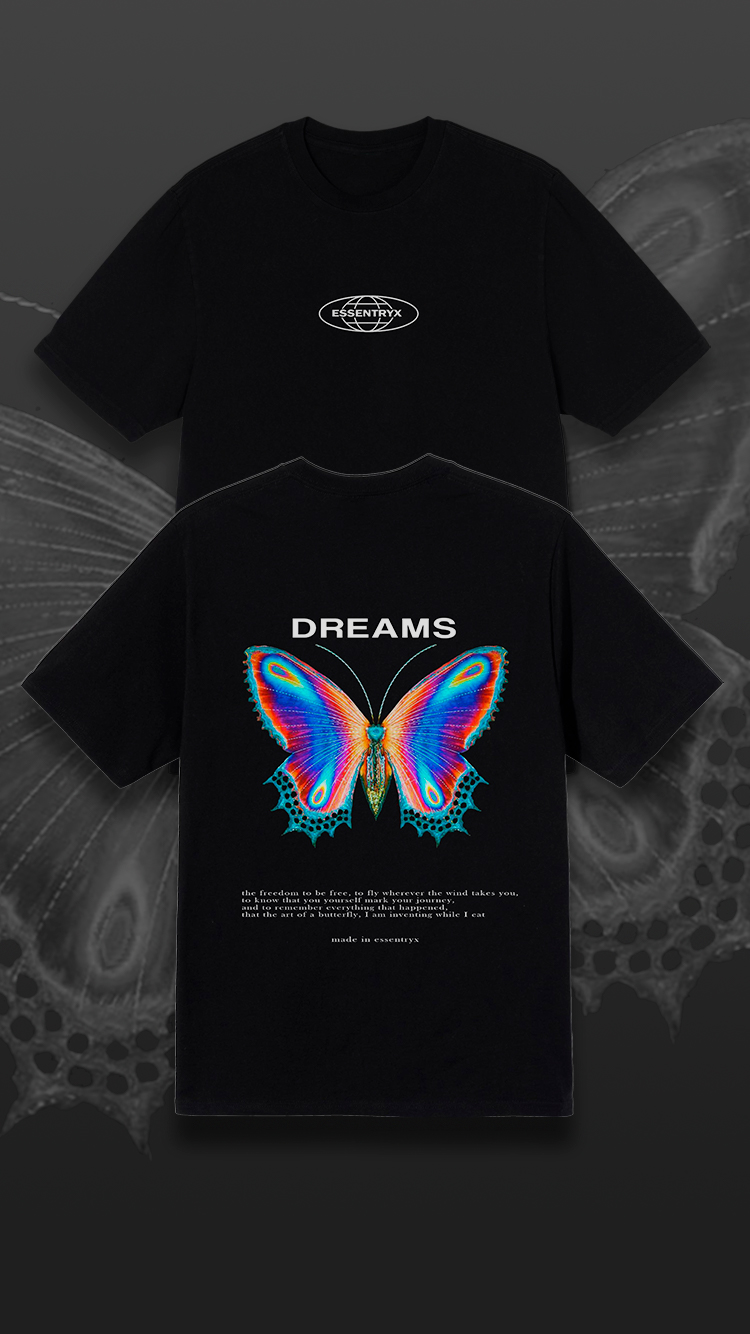 ESSENTRYX
DREAMS
the freedom to be free, to fly wherever the wind takes you,
to know that you yourself mark your journey,
and to remember everything that happened,
that the art of a butterfly, I am inventing while I eat
made in essentryx